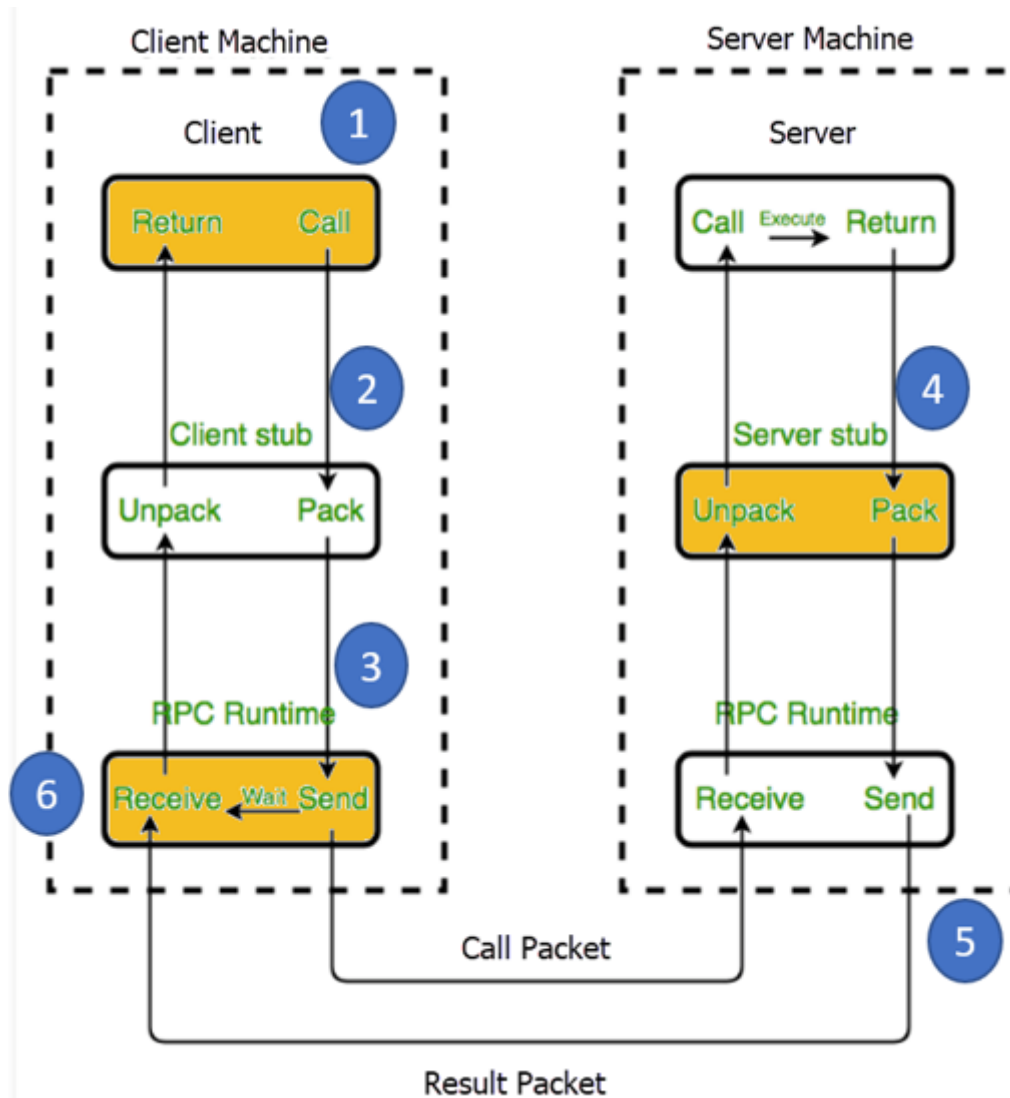 Client Machine
Server Machine
1
Client
Server
Return Call
Call Execute Return
2
4
Client stub
Server stub
Unpack Pack
Unpack Pack
3
RPC Runtime
RPC Runtime
6
Receive Wait Send
Receive Send
5
Call Packet
Result Packet